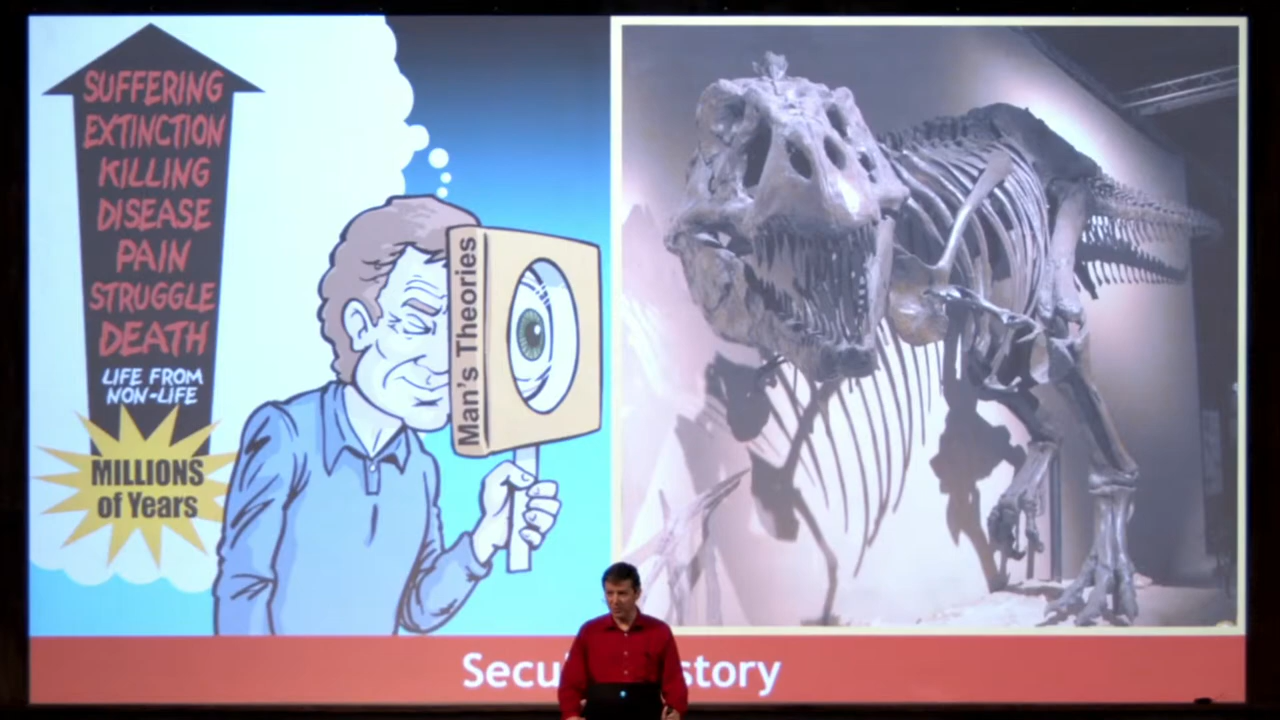 SUFFERING
EXTINCTION
KILLING
DISEASE
PAIN
STRUGGLE
DEATH
LIFE FROM
NON-LIFE
MILLIONS
of Years
Man's Theories